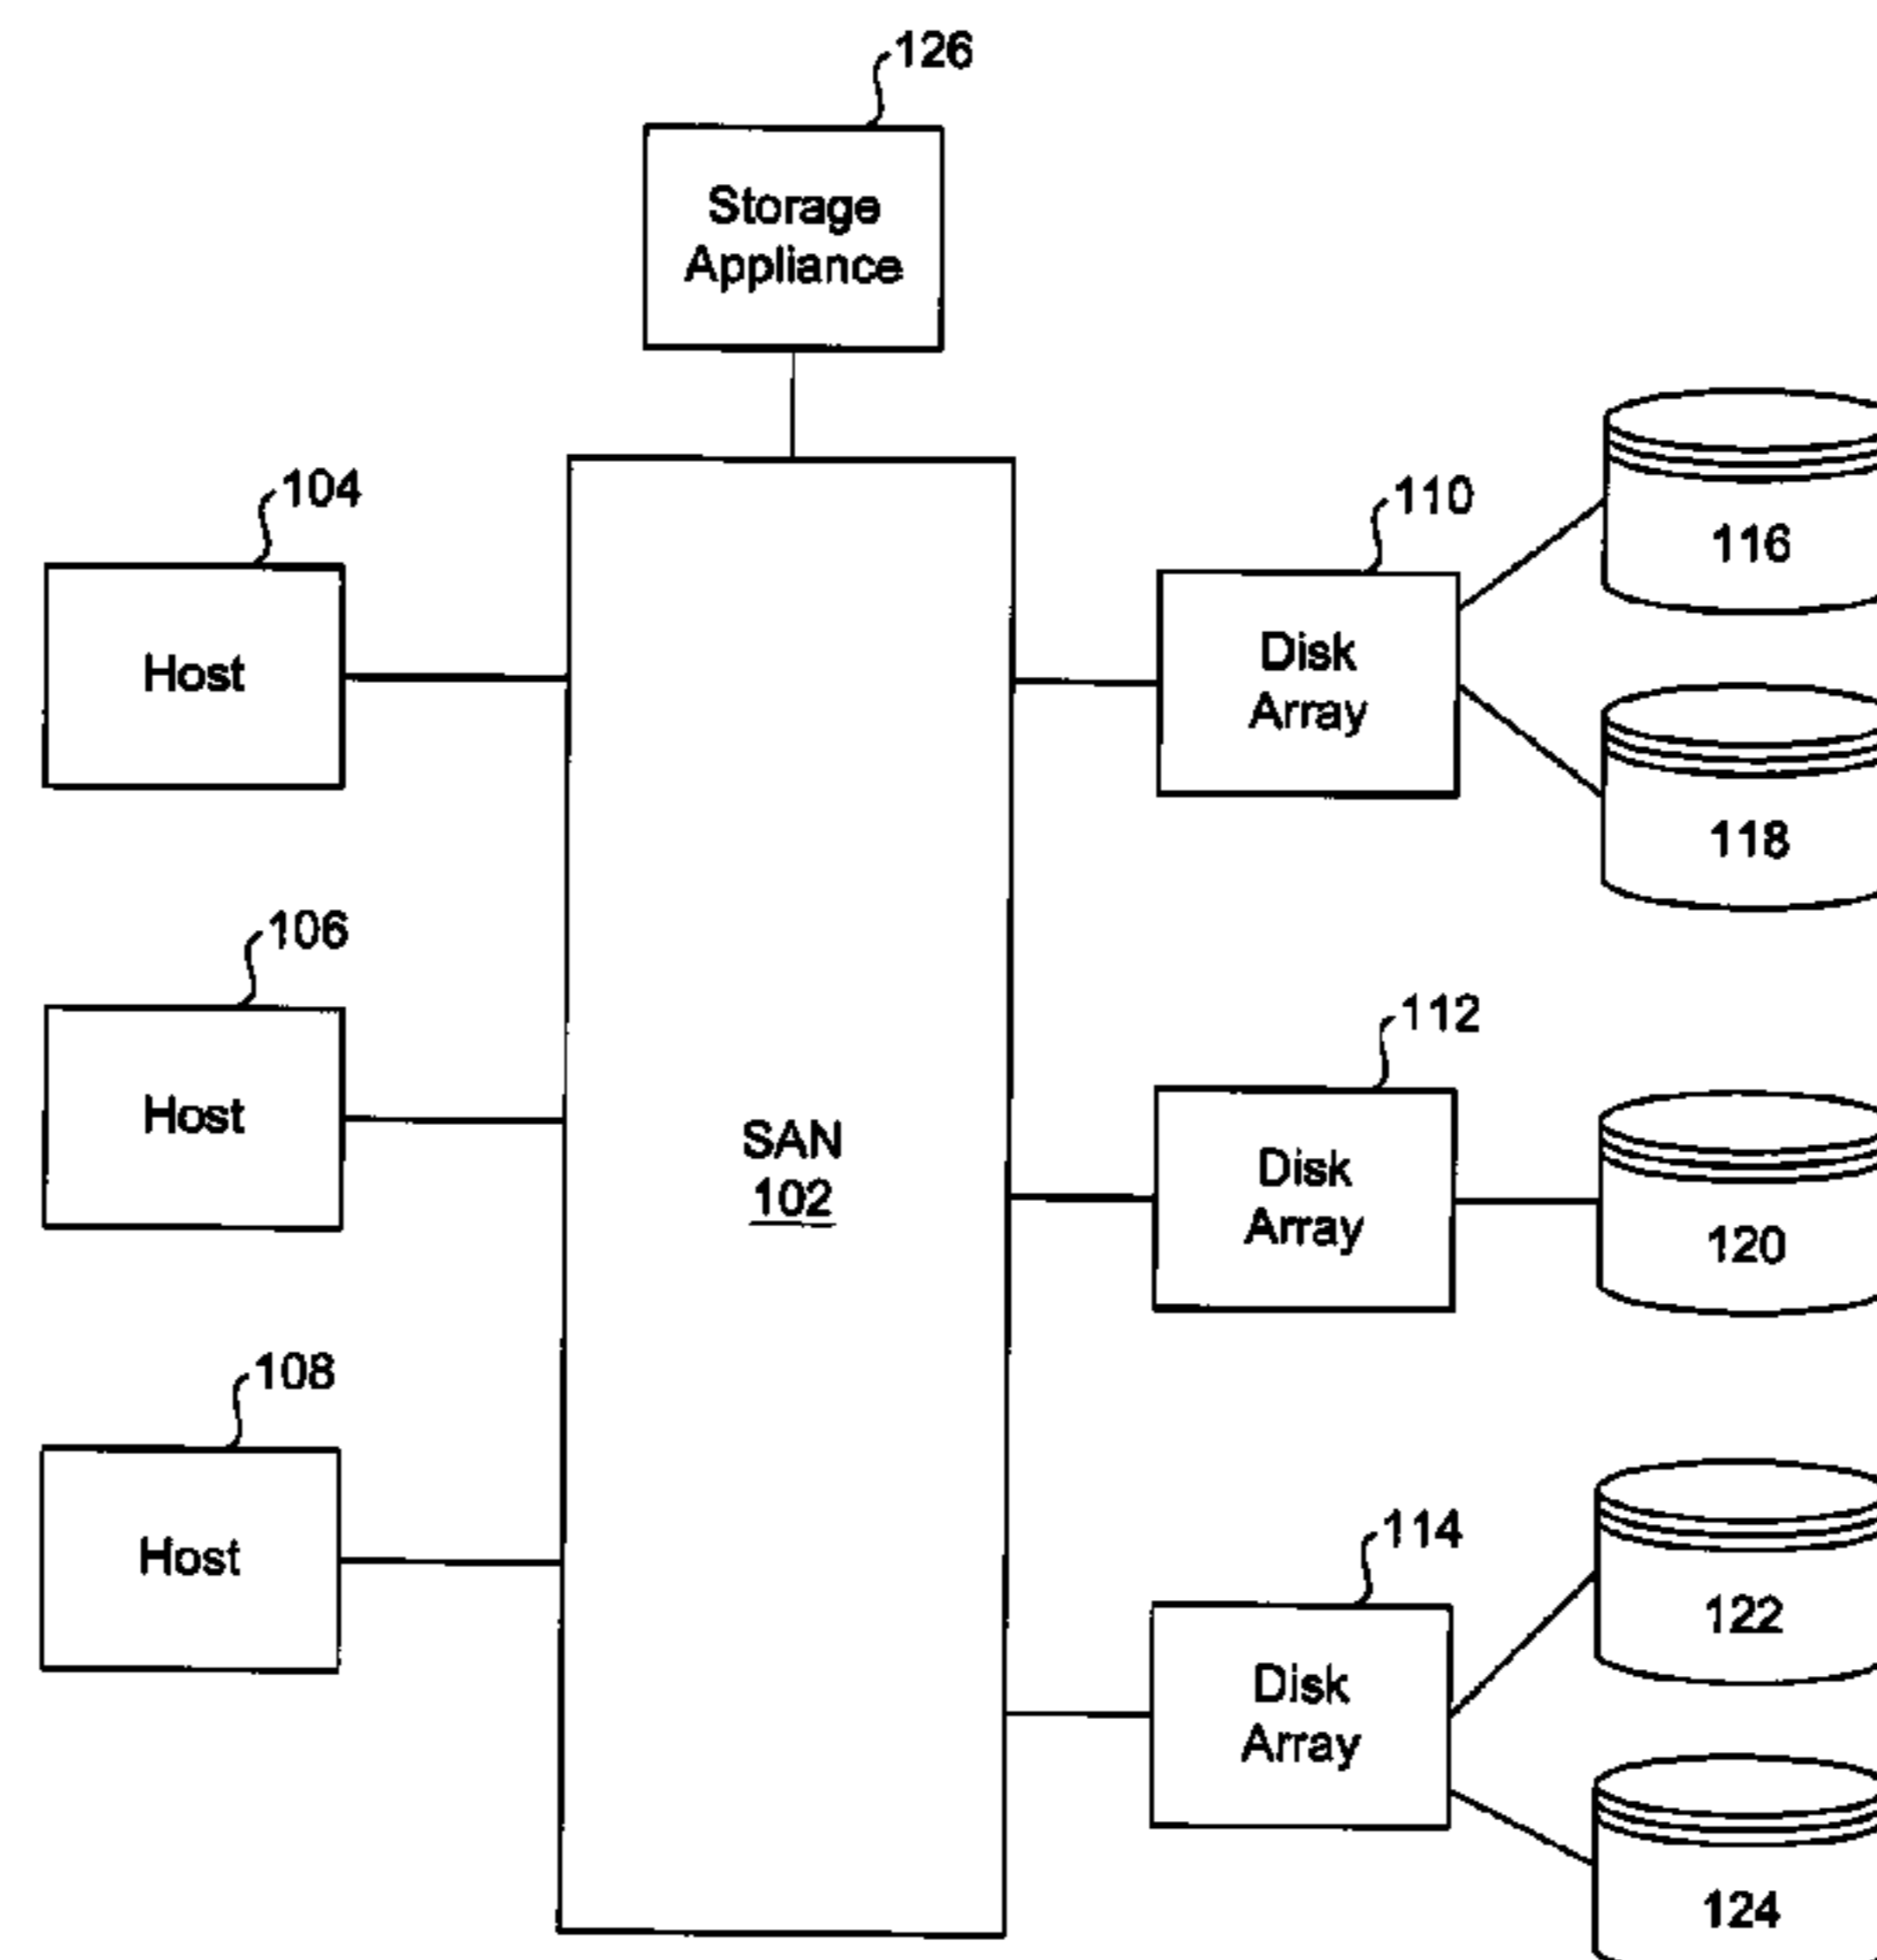 126
Storage
Appliance
104
Host
110
Disk
Array
116
118
106
Host
SAN
102
112
Disk
Array
120
108
Host
114
Disk
Array
122
124